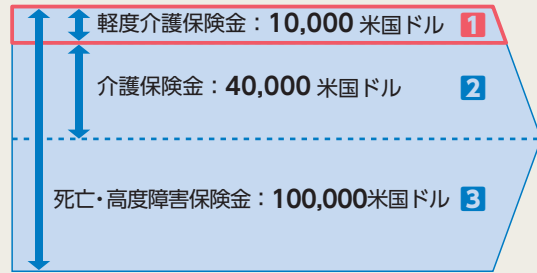 軽度介護保険金：10,000 米国ドル 1
介護保険金：40,000 米国ドル 2
死亡・高度障害保険金：100,000米国ドル 3